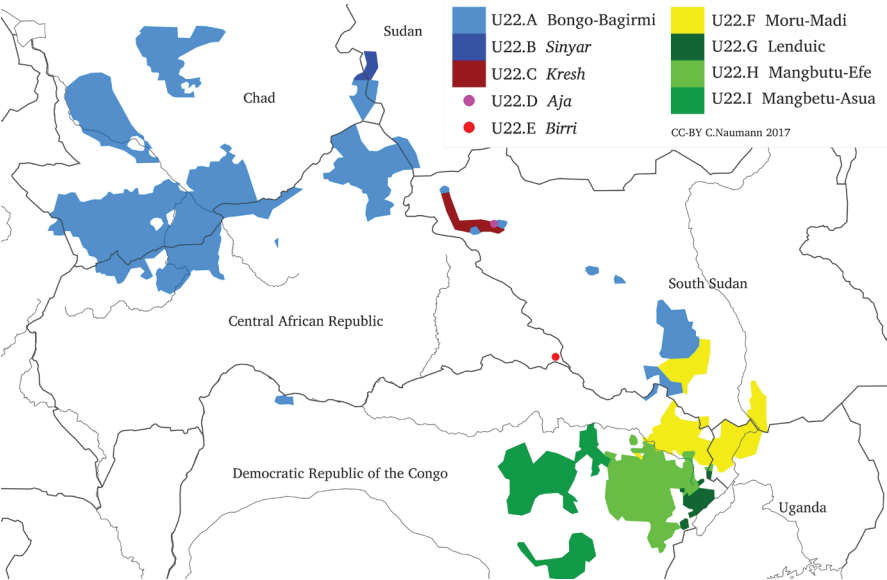 Sudan
Chad
U22.A Bongo-Bagirmi
U22.B Sinyar
U22.C Kresh
U22.D Aja
U22.E Birri
U22.F Moru-Madi
U22.G Lenduic
U22.H Mangbutu-Efe
U22.I Mangbetu-Asua
CC-BY C.Naumann 2017
South Sudan
Central African Republic
Democratic Republic of the Congo
Uganda